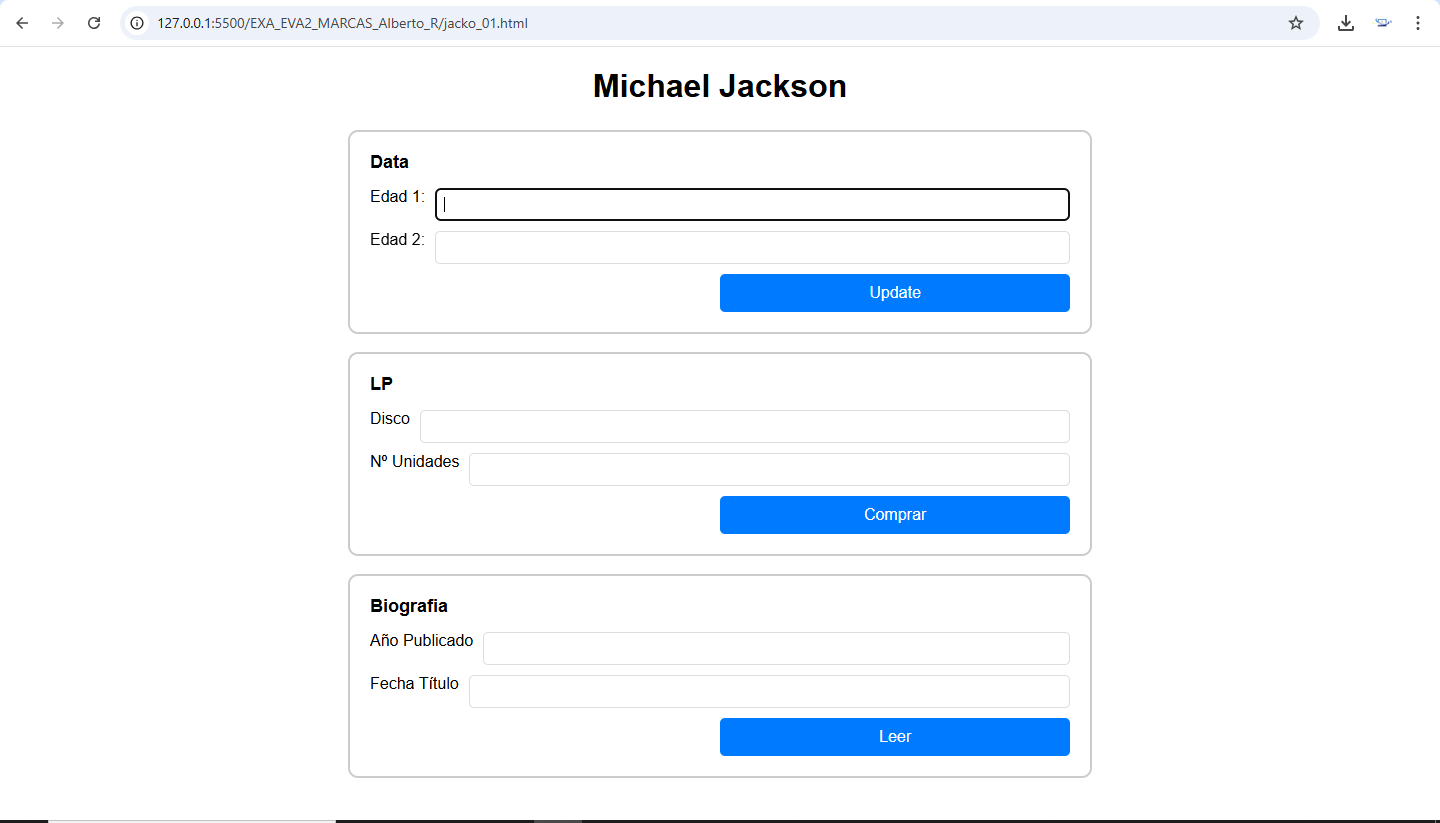 127.0.0.1:5500/EXA_EVA2_MARCAS_Alberto_R/jacko_01.html
Michael Jackson
Data
Edad 1:
Edad 2:
Update
LP
Disco
Nº Unidades
Comprar
Biografia
Año Publicado
Fecha Título
Leer